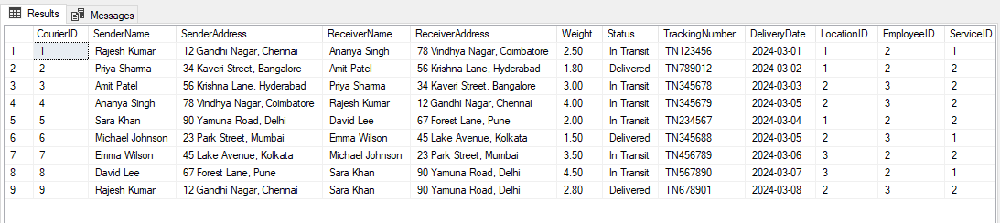 Results Messages
CourierID SenderName SenderAddress ReceiverName ReceiverAddress Weight Status TrackingNumber DeliveryDate LocationID EmployeeID ServiceID
1 1 Rajesh Kumar 12 Gandhi Nagar, Chennai Ananya Singh 78 Vindhya Nagar, Coimbatore 2.50 In Transit TN123456 2024-03-01 1 2 1
2 2 Priya Sharma 34 Kaveri Street, Bangalore Amit Patel 56 Krishna Lane, Hyderabad 1.80 Delivered TN789012 2024-03-02 1 2 2
3 3 Amit Patel 56 Krishna Lane, Hyderabad Priya Sharma 34 Kaveri Street, Bangalore 3.00 In Transit TN345678 2024-03-03 2 3 2
4 4 Ananya Singh 78 Vindhya Nagar, Coimbatore Rajesh Kumar 12 Gandhi Nagar, Chennai 4.00 In Transit TN345679 2024-03-05 2 3 2
5 5 Sara Khan 90 Yamuna Road, Delhi David Lee 67 Forest Lane, Pune 2.00 In Transit TN234567 2024-03-04 1 2 2
6 6 Michael Johnson 23 Park Street, Mumbai Emma Wilson 45 Lake Avenue, Kolkata 1.50 Delivered TN345688 2024-03-05 2 3 1
7 7 Emma Wilson 45 Lake Avenue, Kolkata Michael Johnson 23 Park Street, Mumbai 3.50 In Transit TN456789 2024-03-06 3 2 2
8 8 David Lee 67 Forest Lane, Pune Sara Khan 90 Yamuna Road, Delhi 4.50 In Transit TN567890 2024-03-07 3 2 1
9 9 Rajesh Kumar 12 Gandhi Nagar, Chennai Sara Khan 90 Yamuna Road, Delhi 2.80 Delivered TN678901 2024-03-08 2 3 2